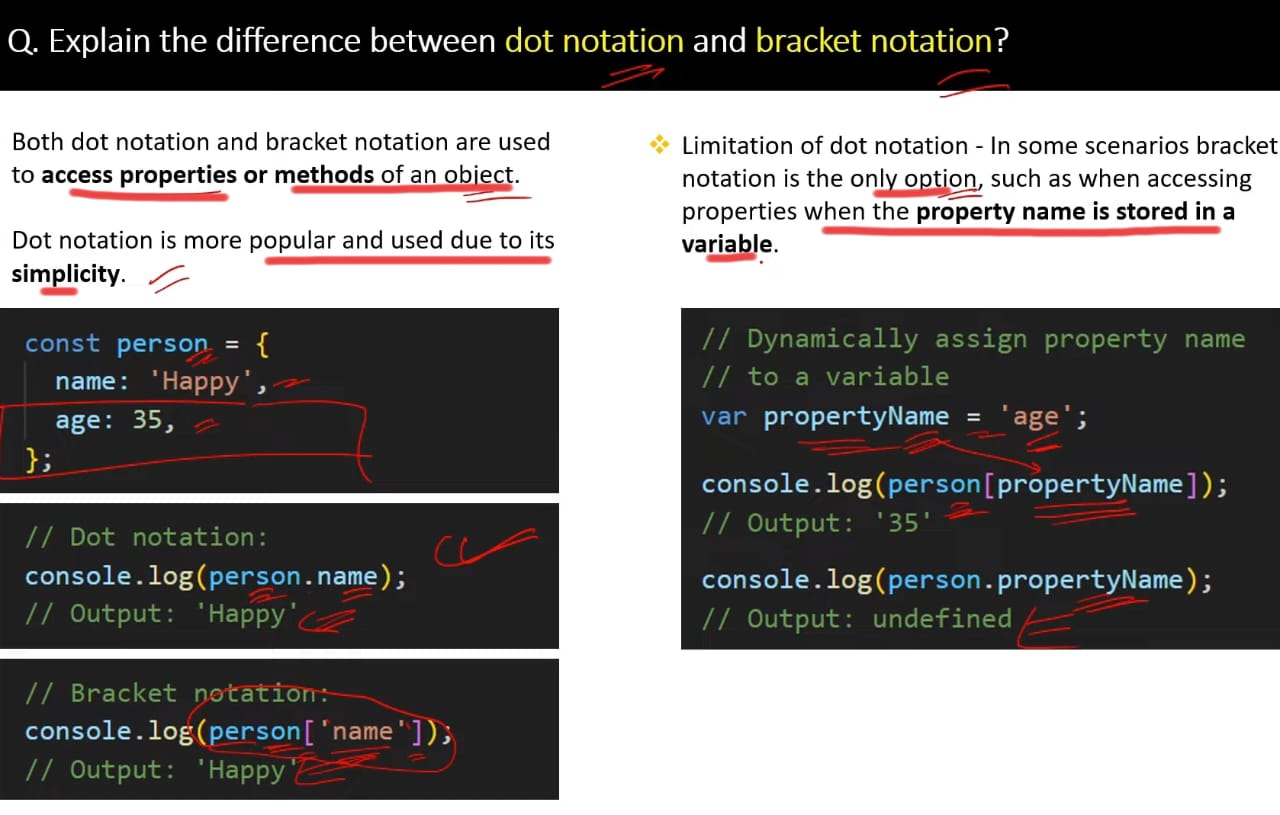 Q. Explain the difference between dot notation and bracket notation?
Both dot notation and bracket notation are used
to access properties or methods of an object.
Dot notation is more popular and used due to its
simplicity.
const person = {
name: 'Happy',
age: 35,
};
// Dot notation:
console.log(person.name);
// Output: 'Happy'
// Bracket notation:
console.log(person['name']);
// Output: 'Happy'
Limitation of dot notation - In some scenarios bracket
notation is the only option, such as when accessing
properties when the property name is stored in a
variable.
// Dynamically assign property name
// to a variable
var propertyName = 'age';
console.log(person[propertyName]);
// Output: '35'
console.log(person.propertyName);
// Output: undefined